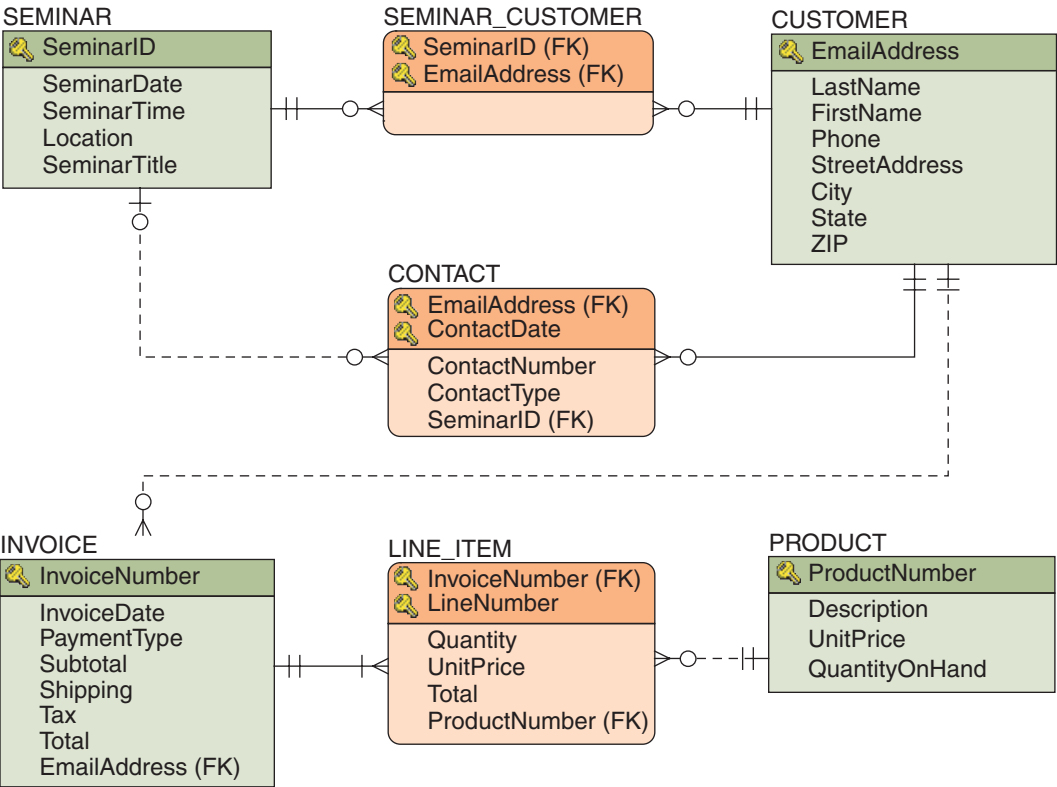 SEMINAR
SeminarID
SeminarDate
SeminarTime
Location
SeminarTitle
SEMINAR_CUSTOMER
SeminarID (FK)
EmailAddress (FK)
CUSTOMER
EmailAddress
LastName
FirstName
Phone
StreetAddress
City
State
ZIP
CONTACT
EmailAddress (FK)
ContactDate
ContactNumber
ContactType
SeminarID (FK)
INVOICE
InvoiceNumber
InvoiceDate
PaymentType
Subtotal
Shipping
Tax
Total
EmailAddress (FK)
LINE_ITEM
InvoiceNumber (FK)
LineNumber
Quantity
UnitPrice
Total
ProductNumber (FK)
PRODUCT
ProductNumber
Description
UnitPrice
QuantityOnHand